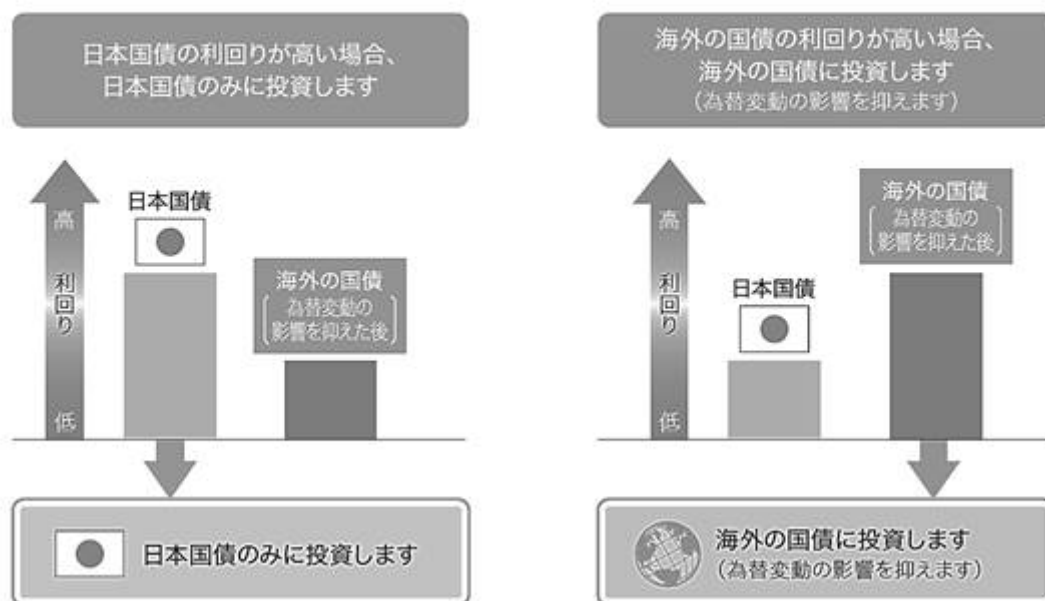 日本国債の利回りが高い場合、
日本国債のみに投資します
高
利回り
低
日本国債
海外の国債
為替変動の
影響を抑えた後
日本国債のみに投資します
海外の国債の利回りが高い場合、
海外の国債に投資します
（為替変動の影響を抑えます）
高
利回り
低
日本国債
海外の国債
為替変動の
影響を抑えた後
海外の国債に投資します
（為替変動の影響を抑えます）